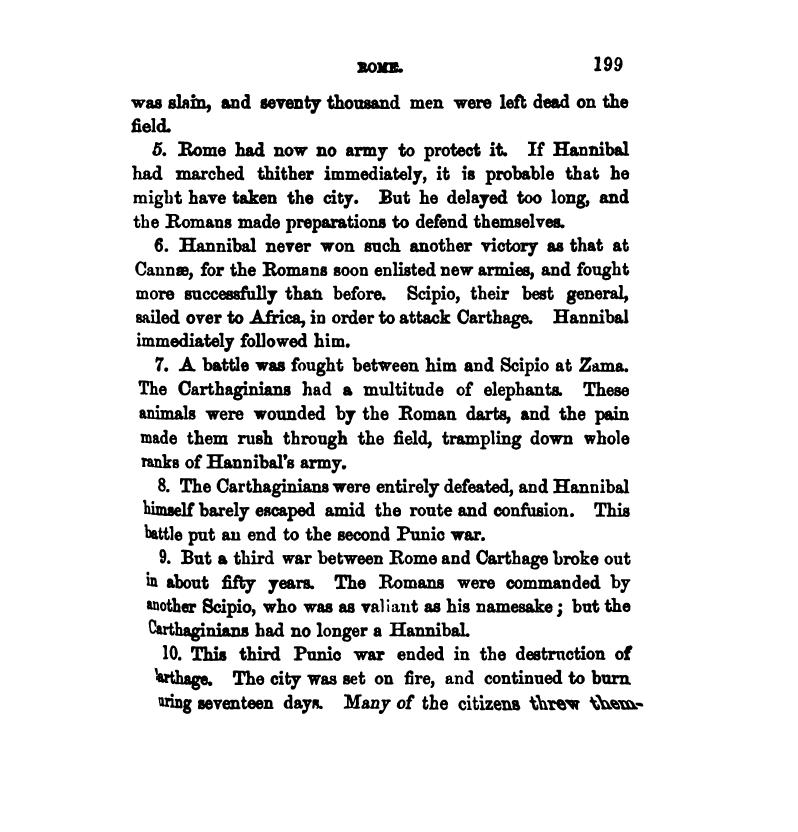 ROME. 199
was slain, and seventy thousand men were left dead on the
field.
5. Rome had now no army to protect it. If Hannibal
had marched thither immediately, it is probable that he
might have taken the city. But he delayed too long, and
the Romans made preparations to defend themselves.
6. Hannibal never won such another victory as that at
Cannæ, for the Romans soon enlisted new armies, and fought
more successfully than before. Scipio, their best general,
sailed over to Africa, in order to attack Carthage. Hannibal
immediately followed him.
7. A battle was fought between him and Scipio at Zama.
The Carthaginians had a multitude of elephants. These
animals were wounded by the Roman darts, and the pain
made them rush through the field, trampling down whole
ranks of Hannibal's army.
8. The Carthaginians were entirely defeated, and Hannibal
himself barely escaped amid the route and confusion. This
battle put an end to the second Punic war.
9. But a third war between Rome and Carthage broke out
in about fifty years. The Romans were commanded by
another Scipio, who was as valiant as his namesake; but the
Carthaginians had no longer a Hannibal.
10. This third Punic war ended in the destruction of
arthage. The city was set on fire, and continued to burn
uring seventeen days. Many of the citizens threw them-